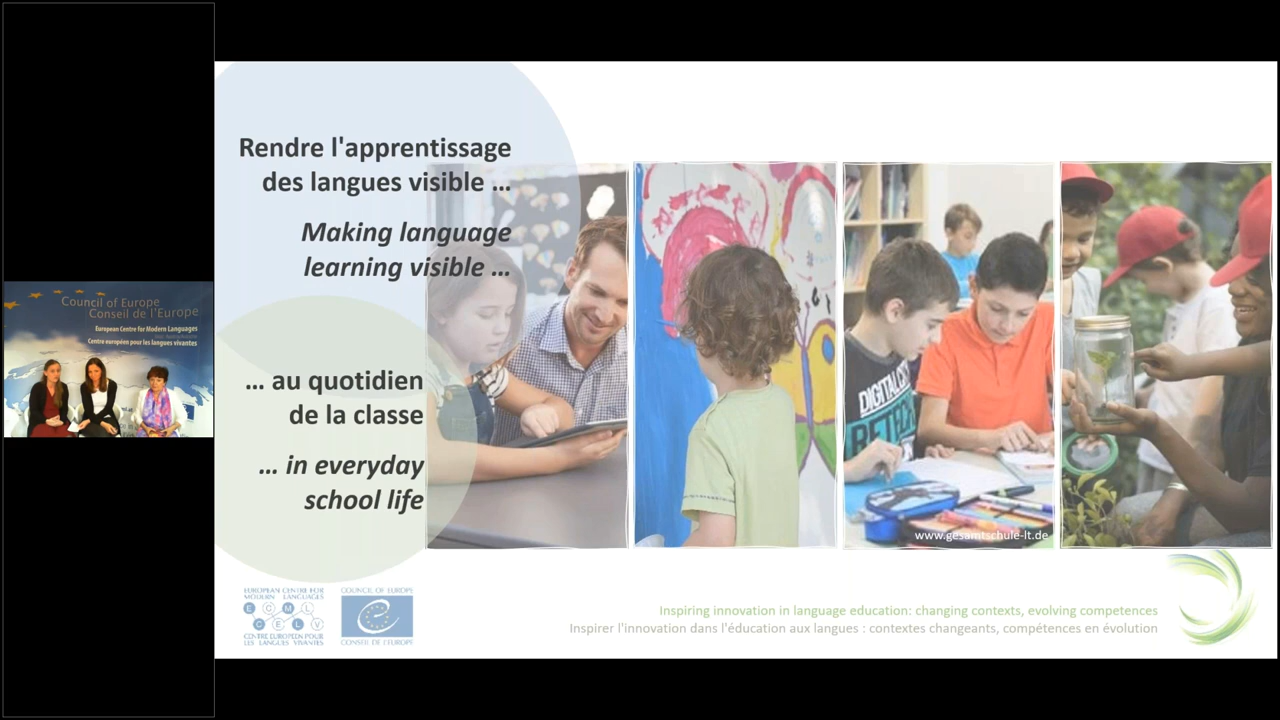 Council of Europe
Conseil de l'Europe
European Centre for Modern Languages
Centre européen pour les langues vivantes
Rendre l'apprentissage
des langues visible ...
Making language
learning visible ...
... au quotidien
de la classe
... in everyday
school life
DIGITAL
www.gesamtschule-lt.de
EUROPEAN CENTRE FOR
MODERN LANGUAGES
E C M L
C E L V
CENTRE EUROPEEN POUR
LES LANGUES VIVANTES
COUNCIL OF EUROPE
CONSEIL DE L'EUROPE
Inspiring innovation in language education: changing contexts, evolving competences
Inspirer l'innovation dans l'éducation aux langues : contextes changeants, compétences en évolution